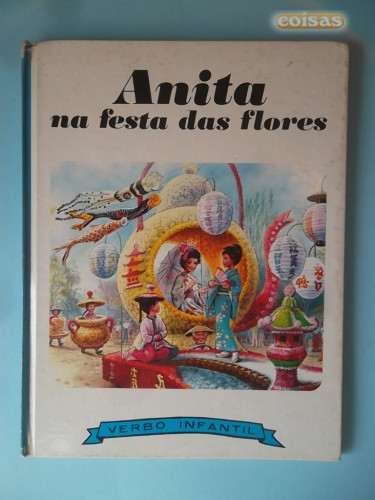 coisas
Anita
na festa das flores
VERBO INFANTIL